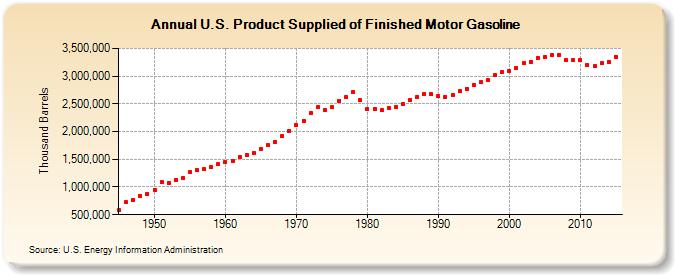 Annual U.S. Product Supplied of Finished Motor Gasoline
Thousand Barrels
3,500,000
3,000,000
2,500,000
2,000,000
1,500,000
1,000,000
500,000
1950 1960 1970 1980 1990 2000 2010
Source: U.S. Energy Information Administration